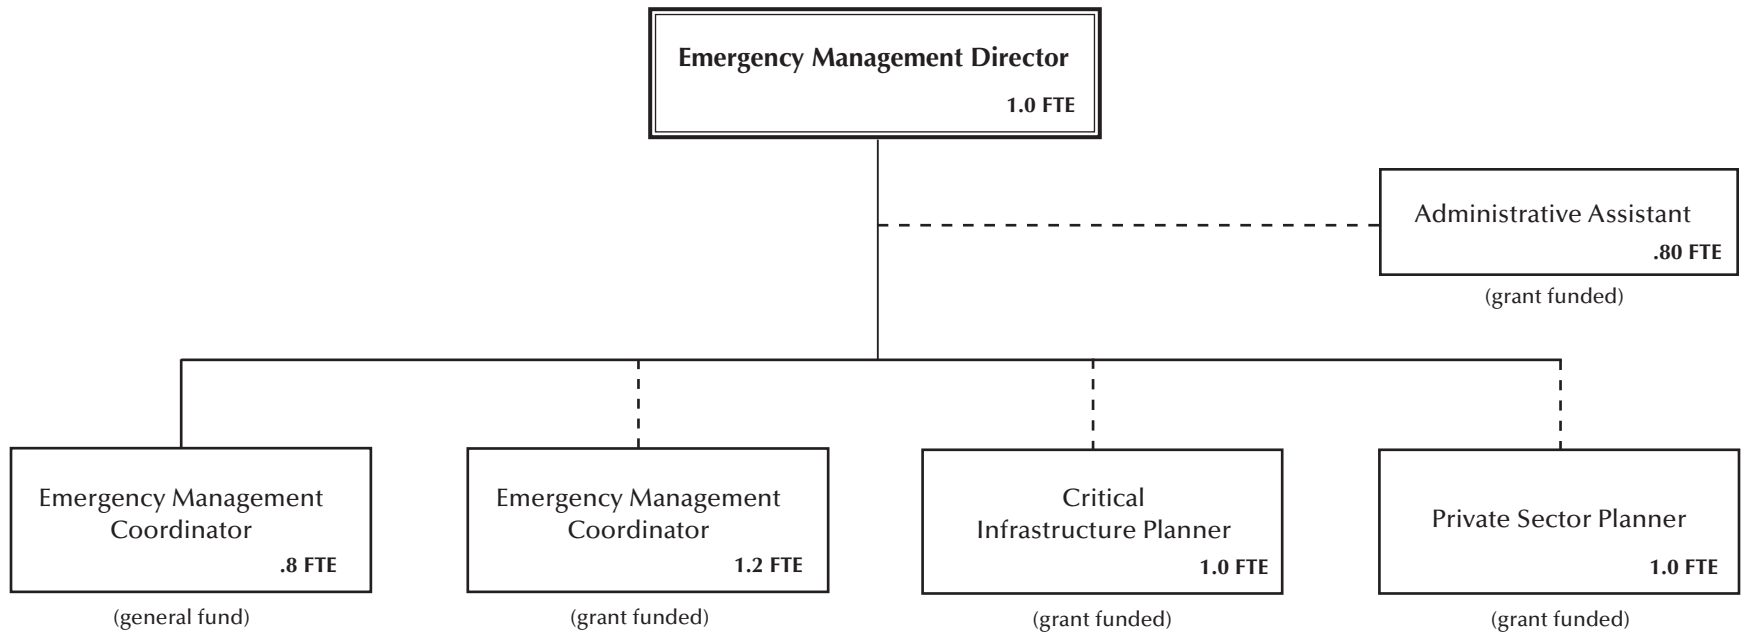 Emergency Management Director
1.0 FTE
Administrative Assistant
.80 FTE
(grant funded)
Emergency Management
Coordinator
.8 FTE
(general fund)
Emergency Management
Coordinator
1.2 FTE
(grant funded)
Critical
Infrastructure Planner
1.0 FTE
(grant funded)
Private Sector Planner
1.0 FTE
(grant funded)